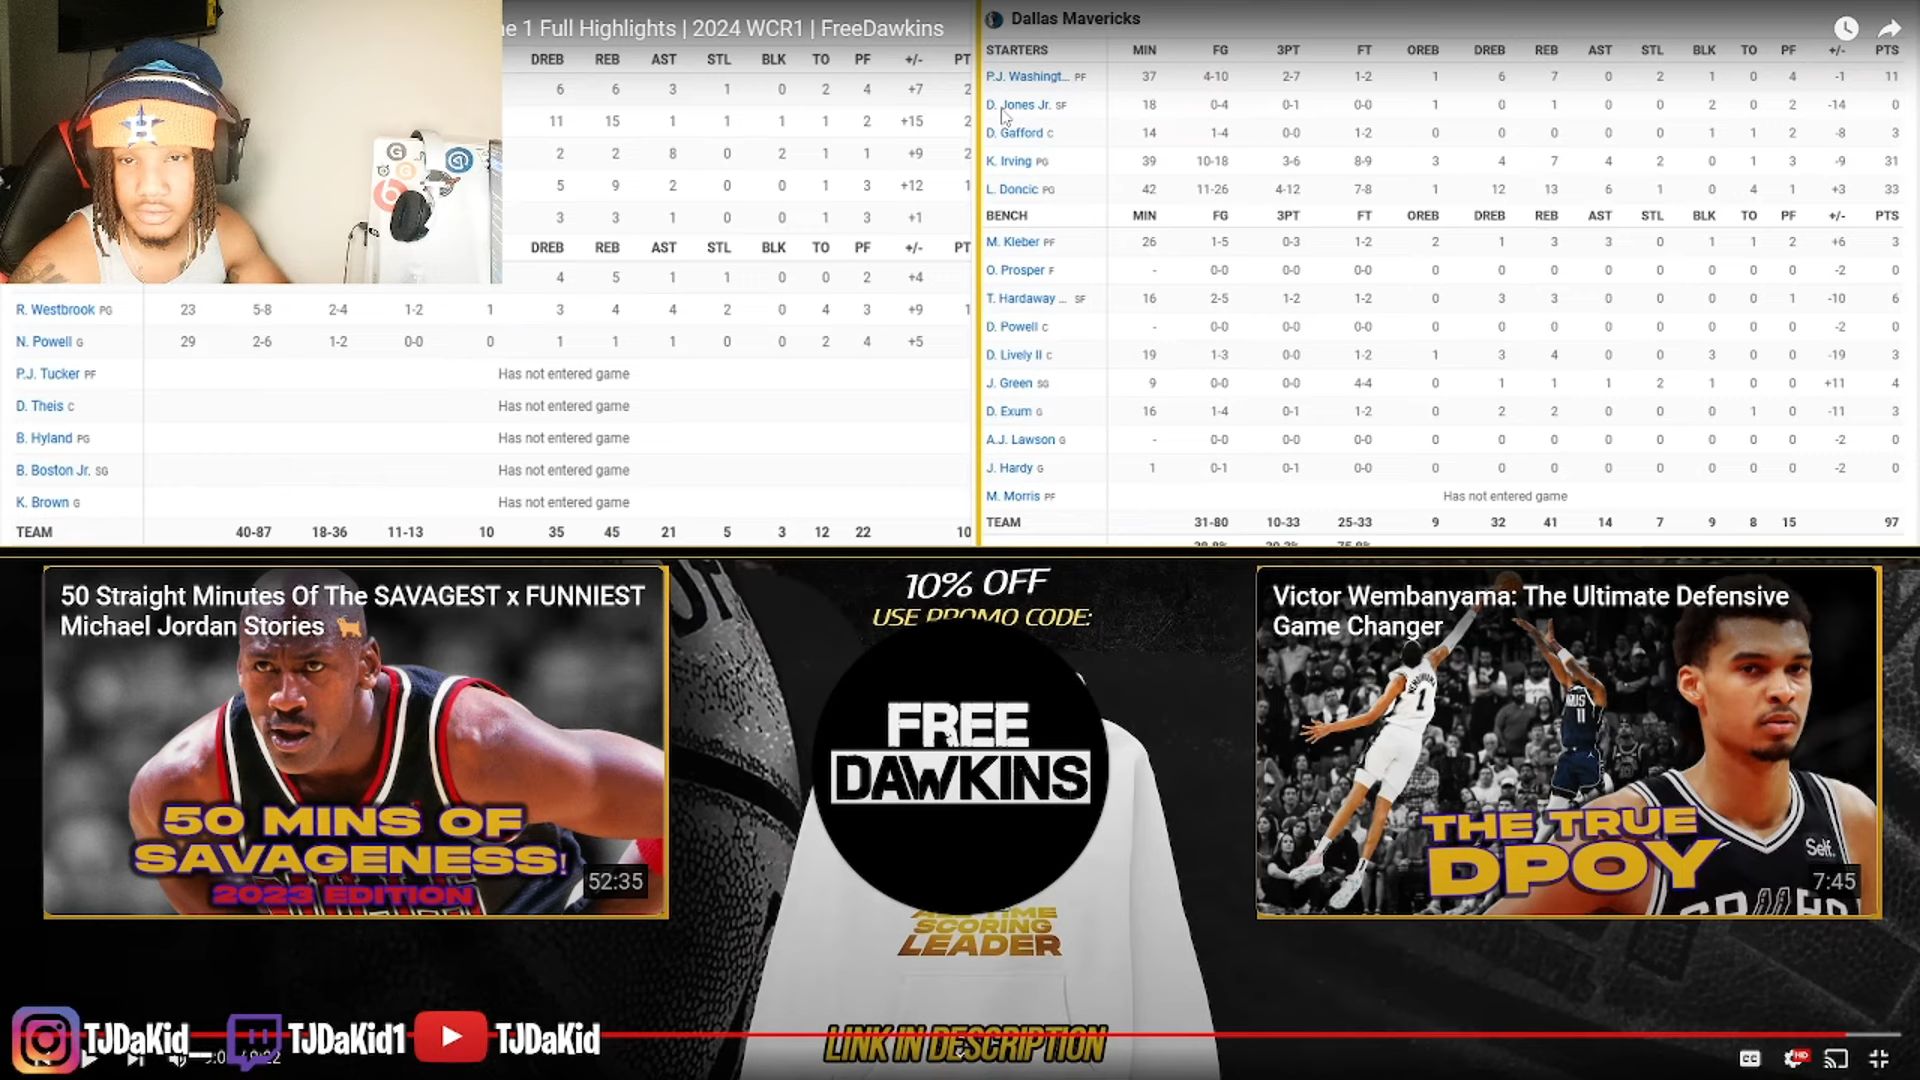 e 1 Full Highlights | 2024 WCR1 | FreeDawkins
DREB REB AST STL BLK TO PF +/- PT
6 6 3 1 0 2 4 +7 2
11 15 1 1 1 1 2 +15 2
2 2 8 0 2 1 1 +9 2
5 9 2 0 0 1 3 +12 1
3 3 1 0 0 1 3 +1
DREB REB AST STL BLK TO PF +/- PT
4 5 1 1 0 0 2 +4
R. Westbrook PG 23 5-8 2-4 1-2 1 3 4 4 2 0 4 3 +9 1
N. Powell G 29 2-6 1-2 0-0 0 1 1 1 0 0 2 4 +5
P.J. Tucker PF Has not entered game
D. Theis C Has not entered game
B. Hyland PG Has not entered game
B. Boston Jr. SG Has not entered game
K. Brown G Has not entered game
TEAM 40-87 18-36 11-13 10 35 45 21 5 3 12 22 10
Dallas Mavericks
STARTERS MIN FG 3PT FT OREB DREB REB AST STL BLK TO PF +/- PTS
P.J. Washingt... PF 37 4-10 2-7 1-2 1 6 7 0 2 1 0 4 -1 11
D. Jones Jr. SF 18 0-4 0-1 0-0 1 0 1 0 0 2 0 2 -14 0
D. Gafford C 14 1-4 0-0 1-2 0 0 0 0 0 1 1 2 -8 3
K. Irving PG 39 10-18 3-6 8-9 3 4 7 4 2 0 1 3 -9 31
L. Doncic PG 42 11-26 4-12 7-8 1 12 13 6 1 0 4 1 +3 33
BENCH MIN FG 3PT FT OREB DREB REB AST STL BLK TO PF +/- PTS
M. Kleber PF 26 1-5 0-3 1-2 2 1 3 3 0 1 1 2 +6 3
O. Prosper F - 0-0 0-0 0-0 0 0 0 0 0 0 0 0 -2 0
T. Hardaway ... SF 16 2-5 1-2 1-2 0 3 3 0 0 0 0 1 -10 6
D. Powell C - 0-0 0-0 0-0 0 0 0 0 0 0 0 0 -2 0
D. Lively II C 19 1-3 0-0 1-2 1 3 4 0 0 3 0 0 -19 3
J. Green SG 9 0-0 0-0 4-4 0 1 1 1 2 1 0 0 +11 4
D. Exum G 16 1-4 0-1 1-2 0 2 2 0 0 0 1 0 -11 3
A.J. Lawson G - 0-0 0-0 0-0 0 0 0 0 0 0 0 0 -2 0
J. Hardy G 1 0-1 0-1 0-0 0 0 0 0 0 0 0 0 -2 0
M. Morris PF Has not entered game
TEAM 31-80 10-33 25-33 9 32 41 14 7 9 8 15 97
50 Straight Minutes Of The SAVAGEST x FUNNIEST
Michael Jordan Stories
50 MINS OF
SAVAGENESS!
2023 EDITION
52:35
10% OFF
USE PROMO CODE:
FREE
DAWKINS
SCORING
LEADER
LINK IN DESCRIPTION
Victor Wembanyama: The Ultimate Defensive
Game Changer
THE TRUE
DPOY
Self.
7:45
TJDaKid__ TJDaKid1 TJDaKid
CC HD